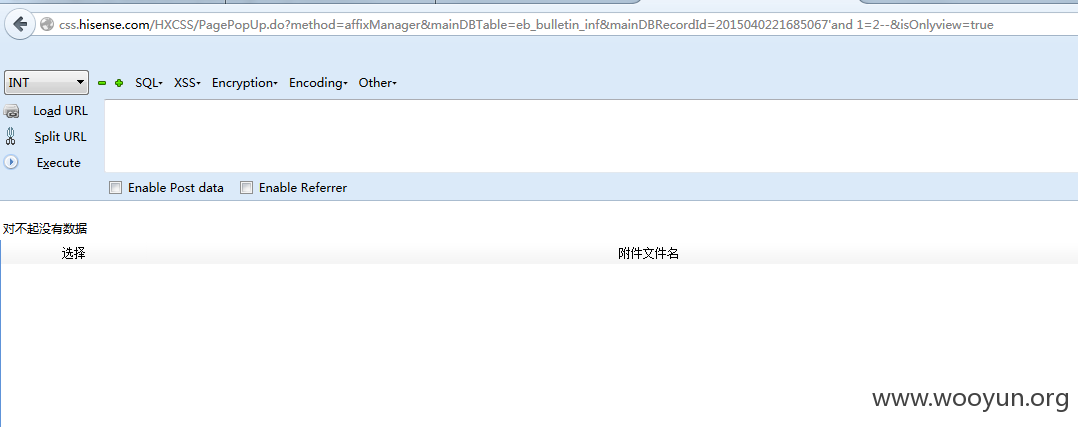 css.hisense.com/HXCSS/PagePopUp.do?method=affixManager&mainDBTable=eb_bulletin_inf&mainDBRecordId=2015040221685067'and 1=2--&isOnlyview=true
INT SQL XSS Encryption Encoding Other
Load URL
Split URL
Execute
Enable Post data Enable Referrer
对不起没有数据
选择 附件文件名
www.wooyun.org